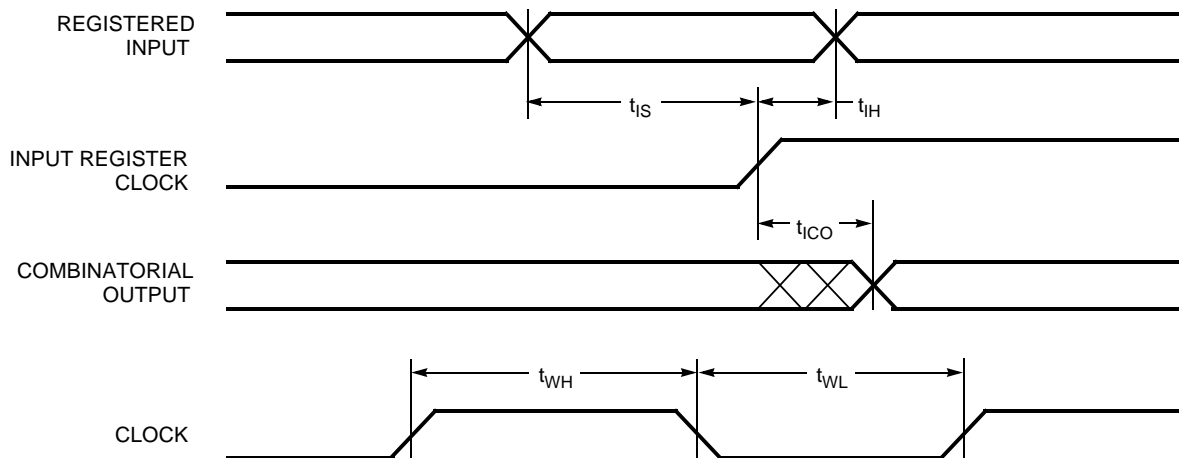 REGISTERED
INPUT
tIS
tIH
INPUT REGISTER
CLOCK
tICO
COMBINATORIAL
OUTPUT
tWH
tWL
CLOCK